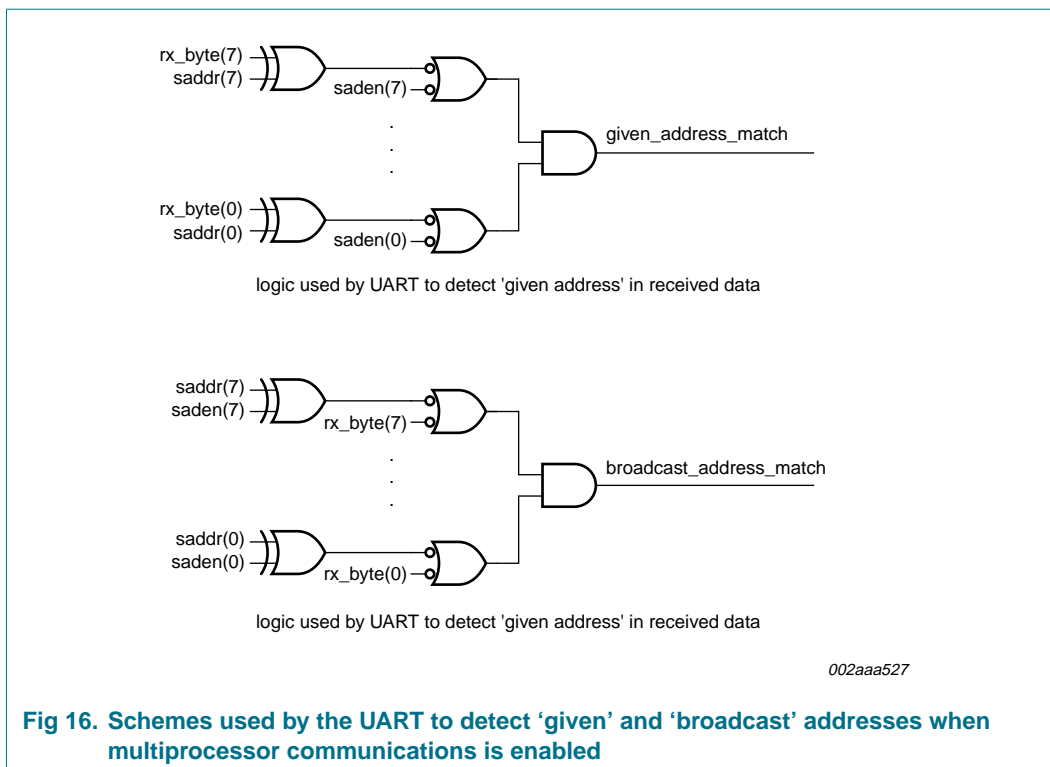 rx_byte(7)
saddr(7)
saden(7)
given_address_match
rx_byte(0)
saddr(0)
saden(0)
logic used by UART to detect 'given address' in received data
saddr(7)
saden(7)
rx_byte(7)
broadcast_address_match
saddr(0)
saden(0)
rx_byte(0)
logic used by UART to detect 'given address' in received data
002aaa527
Fig 16. Schemes used by the UART to detect ‘given’ and ‘broadcast’ addresses when
multiprocessor communications is enabled